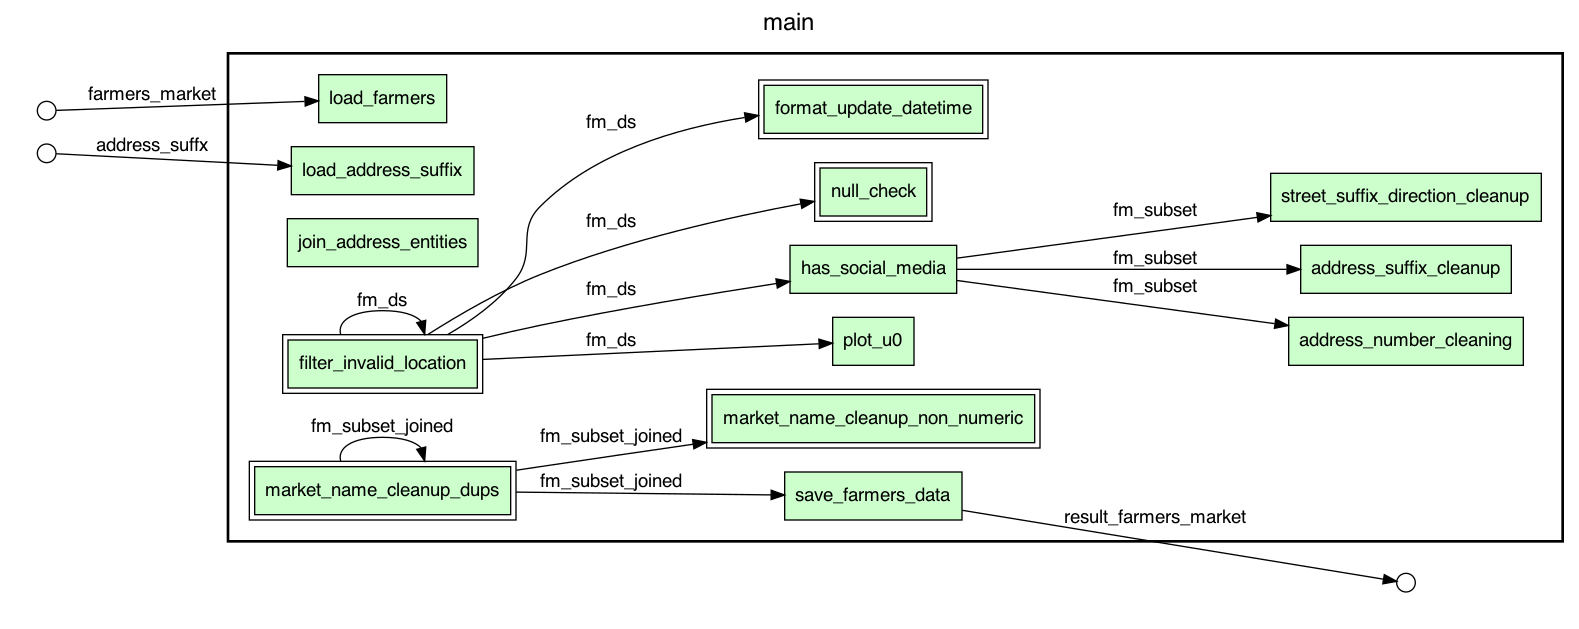 main
farmers_market
load_farmers
address_suffx
load_address_suffix
join_address_entities
fm_ds
filter_invalid_location
fm_ds
format_update_datetime
fm_ds
null_check
fm_ds
has_social_media
fm_ds
plot_u0
fm_subset
street_suffix_direction_cleanup
fm_subset
address_suffix_cleanup
fm_subset
address_number_cleaning
fm_subset_joined
market_name_cleanup_dups
fm_subset_joined
market_name_cleanup_non_numeric
fm_subset_joined
save_farmers_data
result_farmers_market